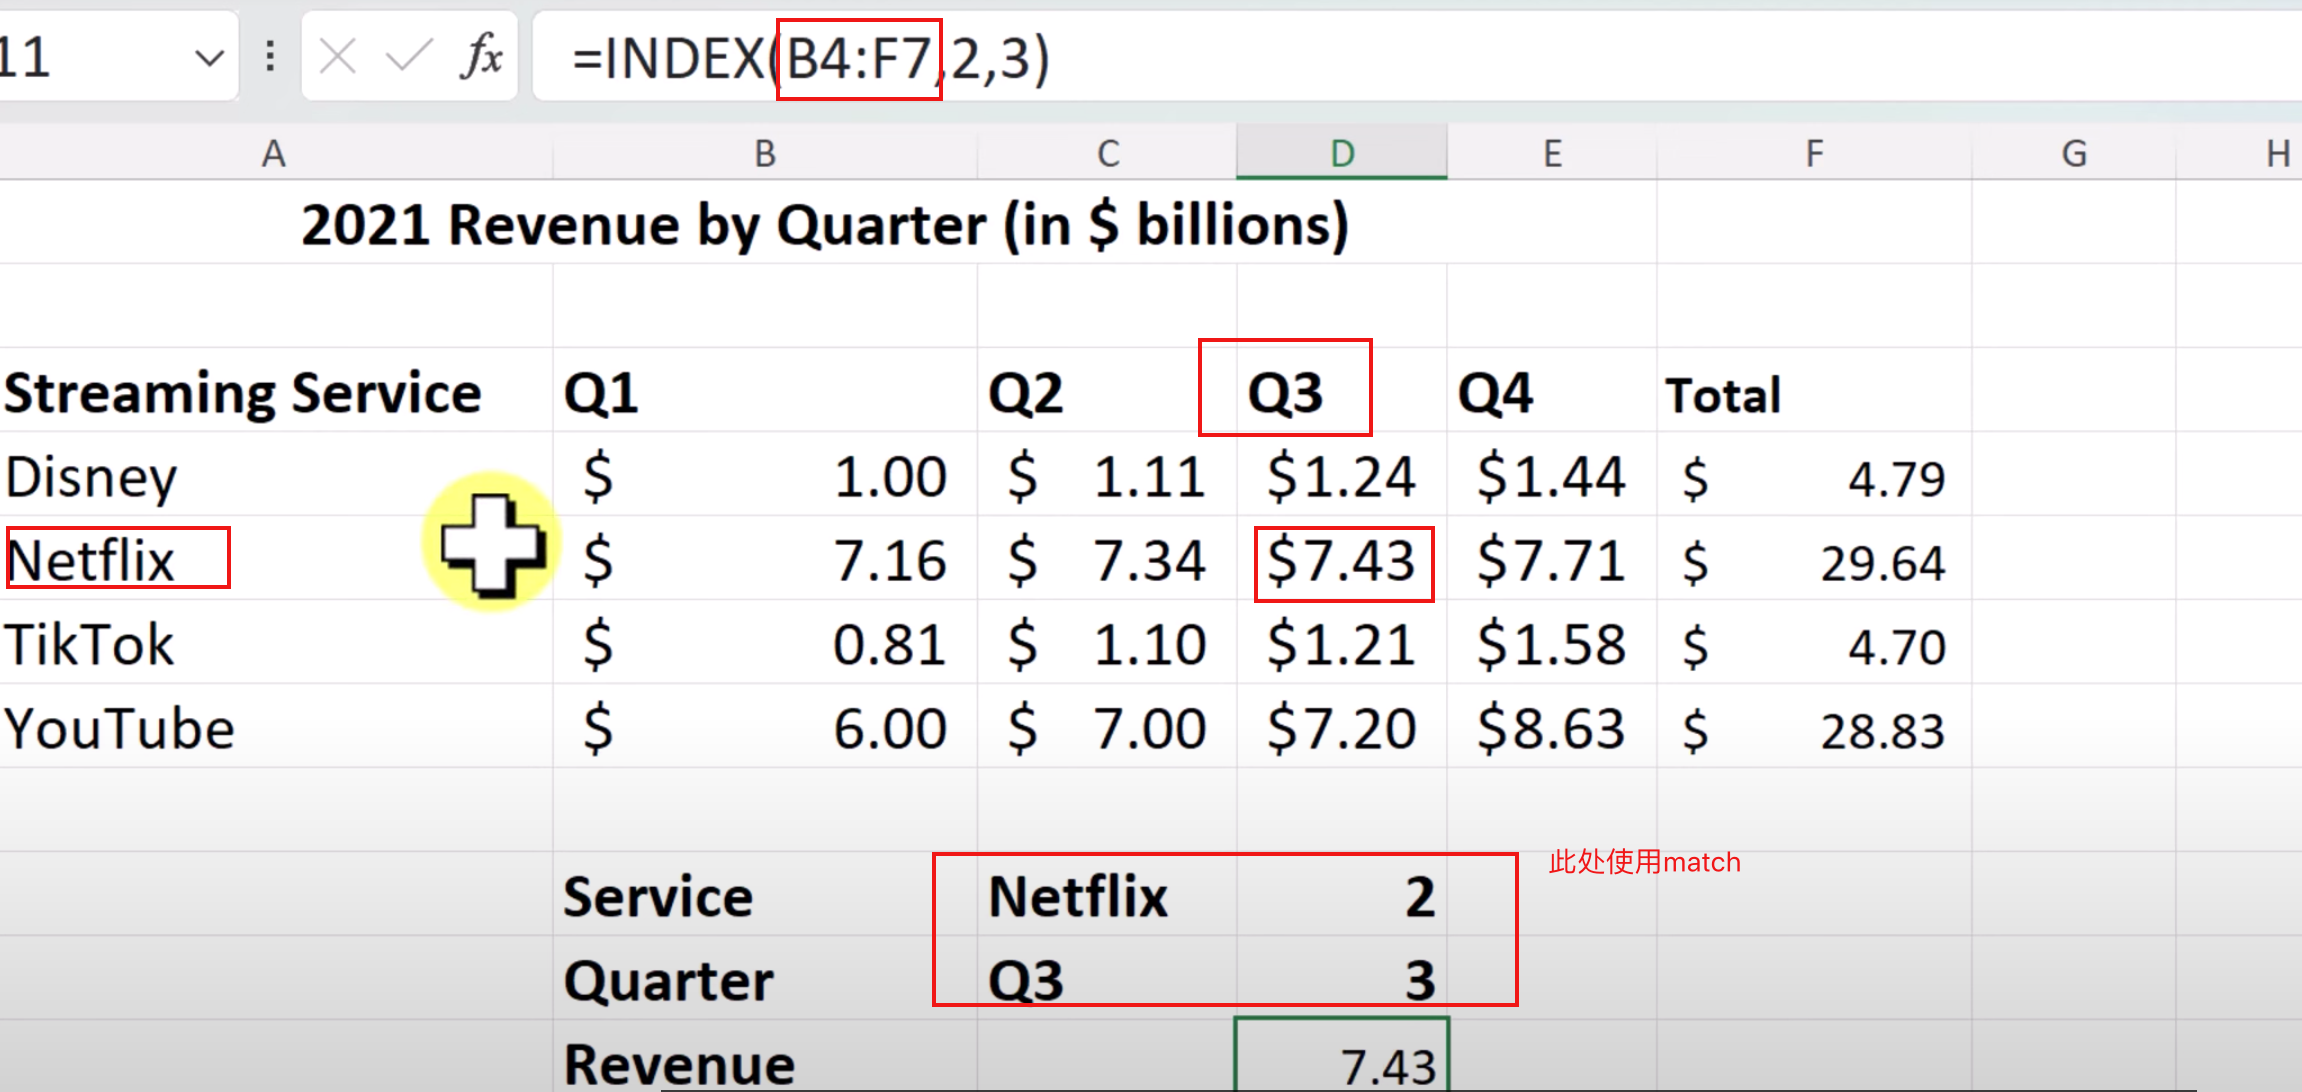 11 fx =INDEX(B4:F7,2,3)
A B C D E F G H
2021 Revenue by Quarter (in $ billions)
Streaming Service Q1 Q2 Q3 Q4 Total
Disney $ 1.00 $ 1.11 $1.24 $1.44 $ 4.79
Netflix $ 7.16 $ 7.34 $7.43 $7.71 $ 29.64
TikTok $ 0.81 $ 1.10 $1.21 $1.58 $ 4.70
YouTube $ 6.00 $ 7.00 $7.20 $8.63 $ 28.83
此处使用match
Service Netflix 2
Quarter Q3 3
Revenue 7.43